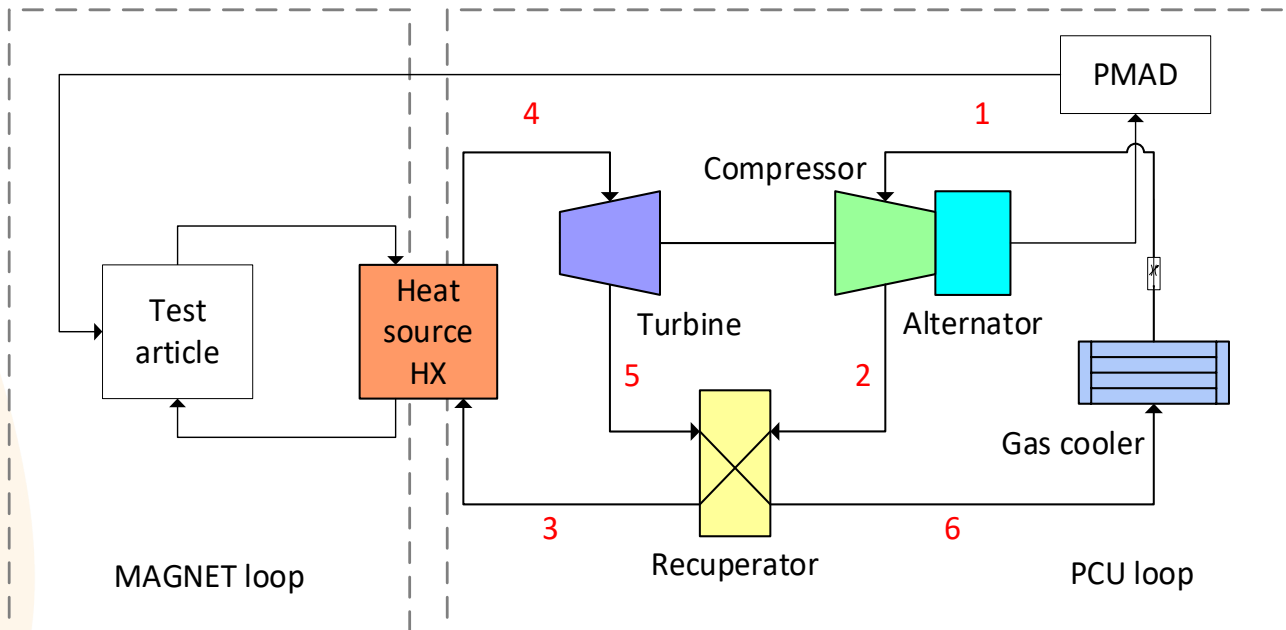 PMAD
4
1
Compressor
Heat
source
HX
Test
article
Turbine
Alternator
5
2
Gas cooler
3
6
Recuperator
MAGNET loop
PCU loop